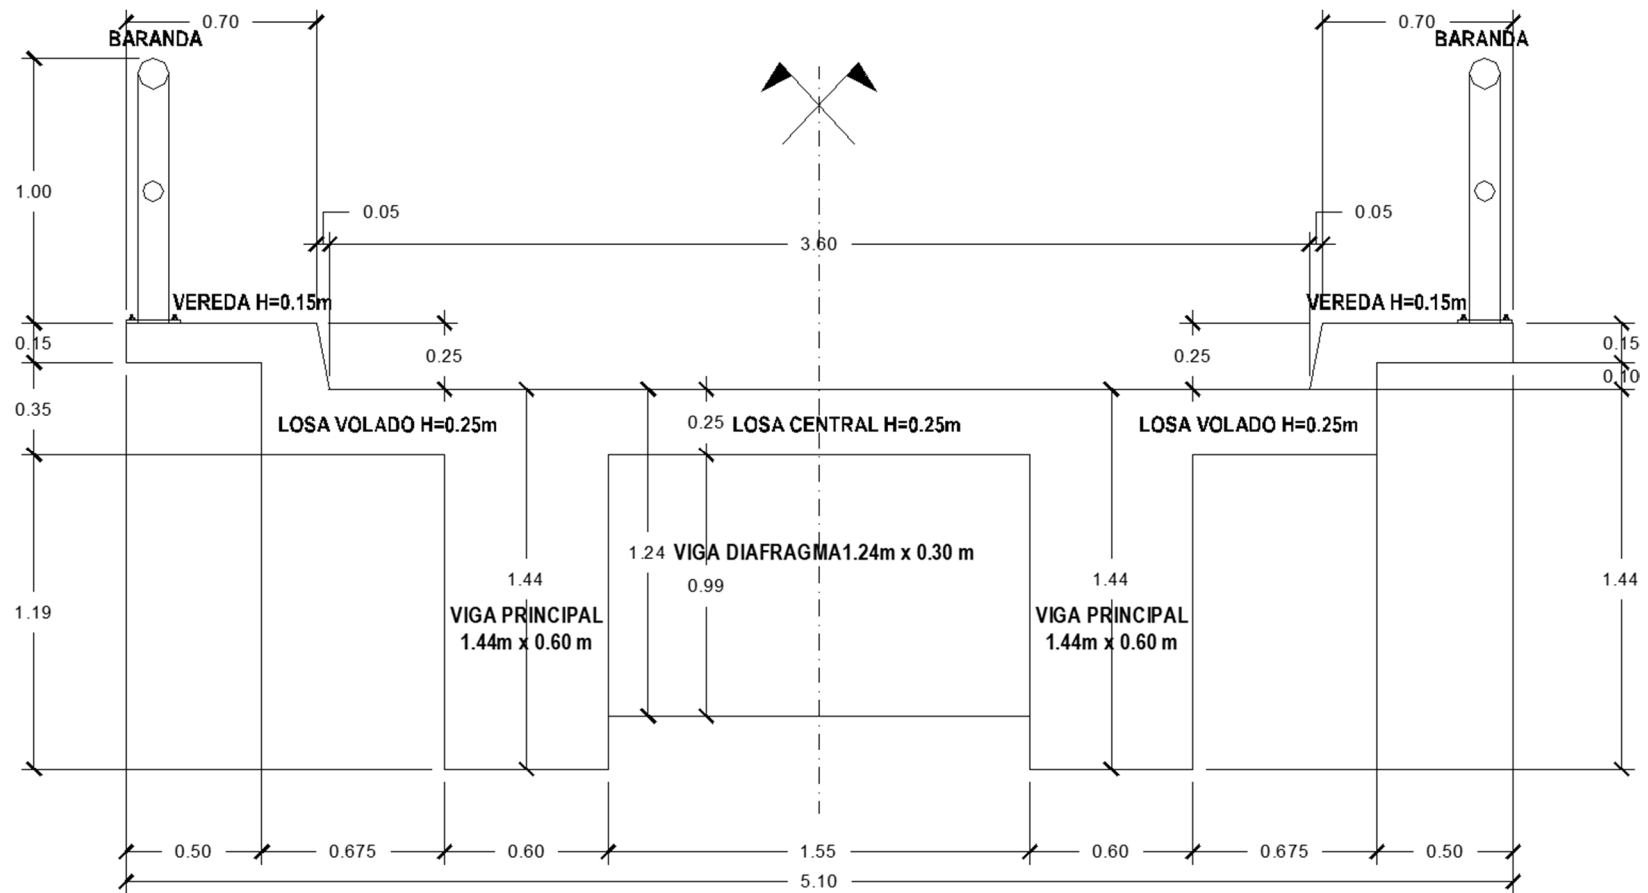 0.70
0.70
BARANDA
BARANDA
1.00
0.05
0.05
3.60
VEREDA H=0.15m
VEREDA H=0.15m
0.15
0.25
0.25
0.15
0.10
0.35
LOSA VOLADO H=0.25m
0.25
LOSA CENTRAL H=0.25m
LOSA VOLADO H=0.25m
1.24
VIGA DIAFRAGMA1.24m x 0.30 m
1.44
0.99
1.44
1.44
1.19
VIGA PRINCIPAL
1.44m x 0.60 m
VIGA PRINCIPAL
1.44m x 0.60 m
0.50
0.675
0.60
1.55
0.60
0.675
0.50
5.10